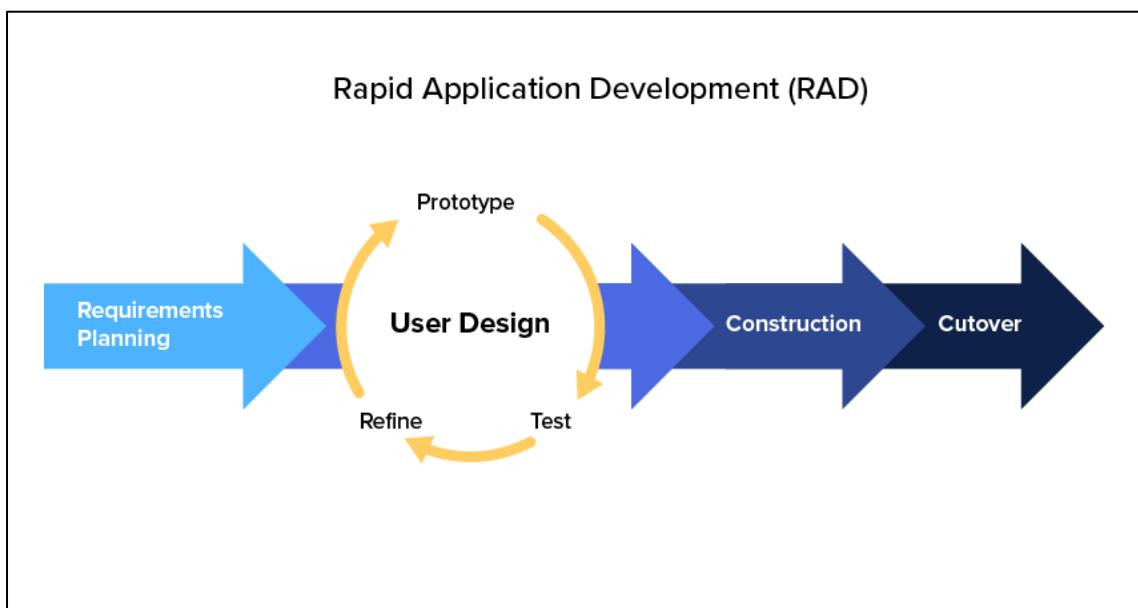 Rapid Application Development (RAD)
Prototype
Requirements
Planning
User Design
Construction
Cutover
Refine
Test